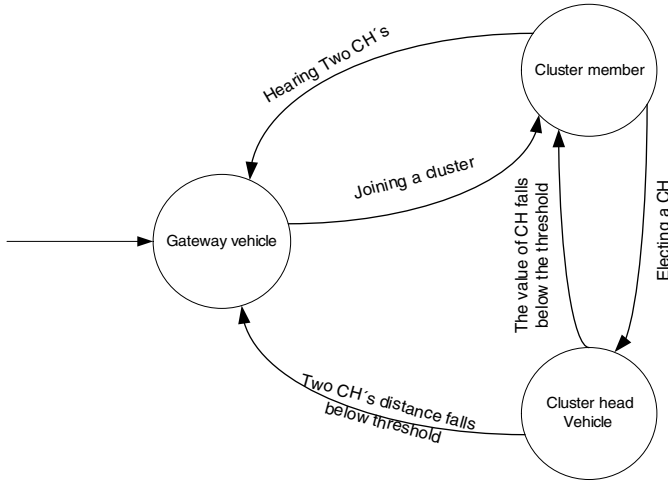 Hearing Two CH´s
Cluster member
Joining a cluster
Gateway vehicle
The value of CH falls
below the threshold
Electing a CH
Two CH´s distance falls
below threshold
Cluster head
Vehicle